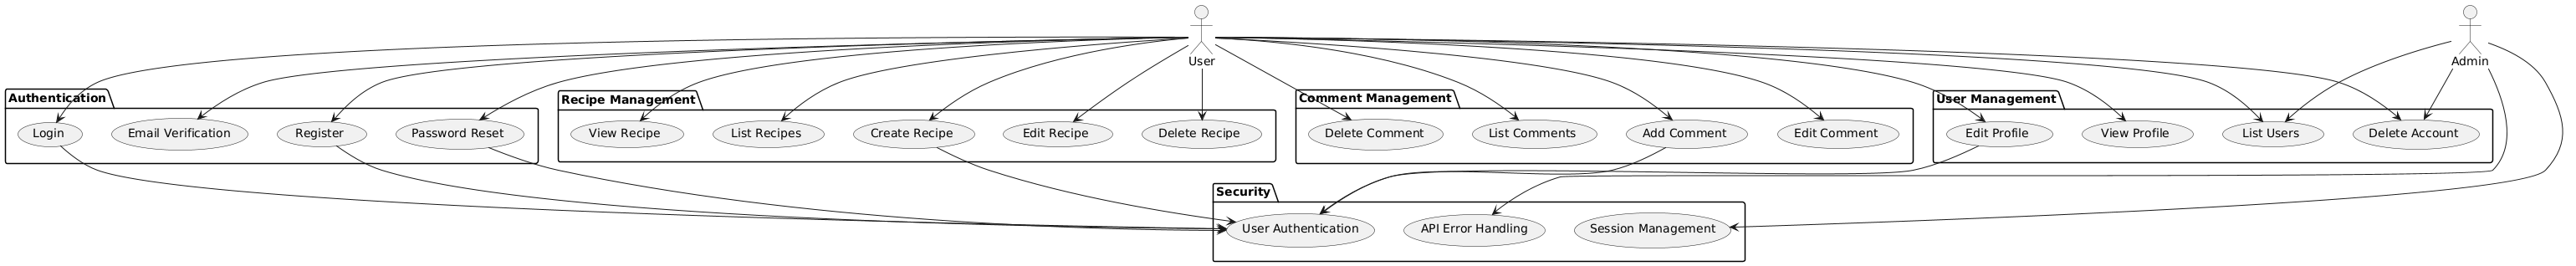 User
Admin
Authentication
Login
Email Verification
Register
Password Reset
Recipe Management
View Recipe
List Recipes
Create Recipe
Edit Recipe
Delete Recipe
Comment Management
Delete Comment
List Comments
Add Comment
Edit Comment
User Management
Edit Profile
View Profile
List Users
Delete Account
Security
User Authentication
API Error Handling
Session Management